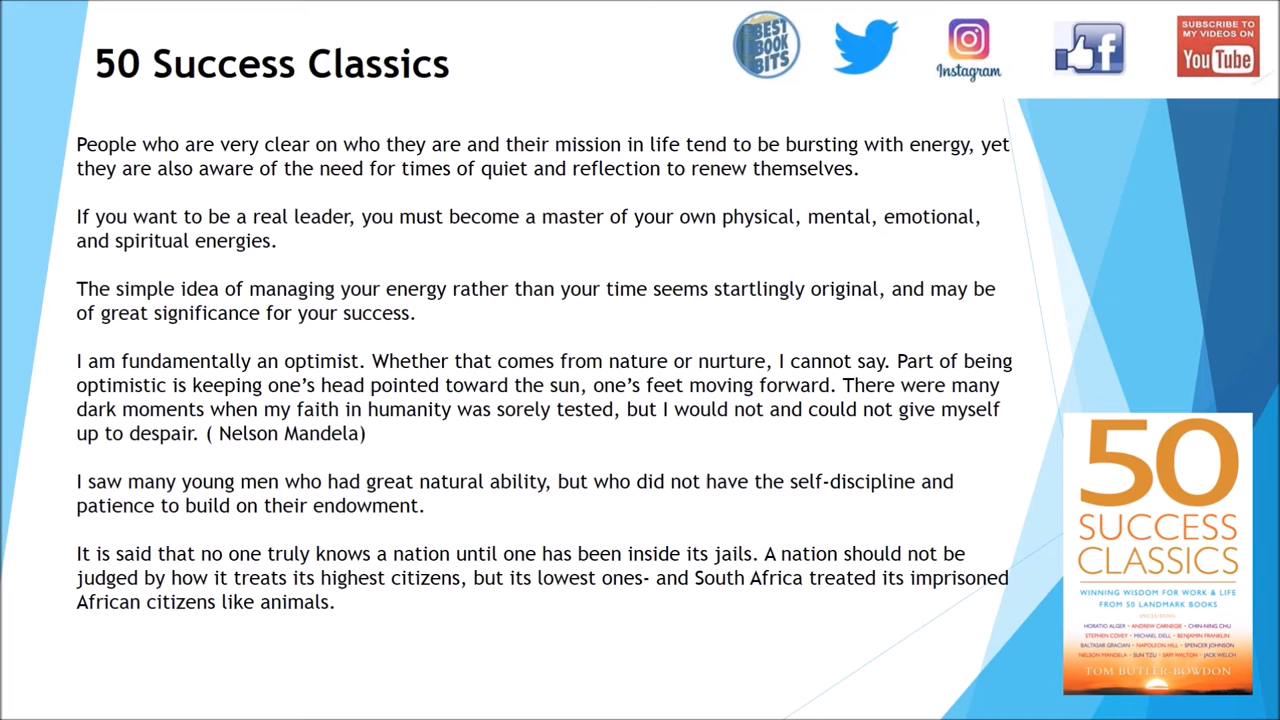 50 Success Classics
BEST
BOOK
BITS
Instagram
f
SUBSCRIBE TO
MY VIDEOS ON
YouTube
People who are very clear on who they are and their mission in life tend to be bursting with energy, yet
they are also aware of the need for times of quiet and reflection to renew themselves.
If you want to be a real leader, you must become a master of your own physical, mental, emotional,
and spiritual energies.
The simple idea of managing your energy rather than your time seems startlingly original, and may be
of great significance for your success.
I am fundamentally an optimist. Whether that comes from nature or nurture, I cannot say. Part of being
optimistic is keeping one’s head pointed toward the sun, one’s feet moving forward. There were many
dark moments when my faith in humanity was sorely tested, but I would not and could not give myself
up to despair. ( Nelson Mandela)
I saw many young men who had great natural ability, but who did not have the self-discipline and
patience to build on their endowment.
It is said that no one truly knows a nation until one has been inside its jails. A nation should not be
judged by how it treats its highest citizens, but its lowest ones- and South Africa treated its imprisoned
African citizens like animals.
50
SUCCESS
CLASSICS
WINNING WISDOM FOR WORK & LIFE
FROM 50 LANDMARK BOOKS
INCLUDING
HORATIO ALGER • ANDREW CARNEGIE • CHIN-NING CHU
STEPHEN COVEY • MICHAEL DELL • BENJAMIN FRANKLIN
BALTASAR GRACIAN • NAPOLEON HILL • SPENCER JOHNSON
NELSON MANDELA • SUN TZU • SAM WALTON • JACK WELCH
TOM BUTLER-BOWDON